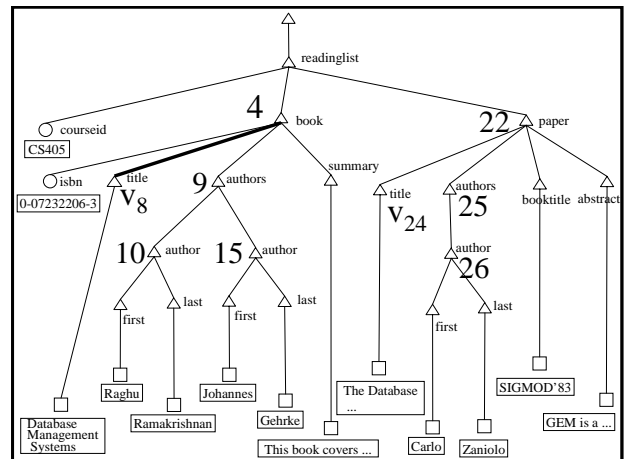 readinglist
4
book
22
paper
courseid
CS405
isbn
0-07232206-3
title
V8
9
authors
summary
title
V24
authors
25
booktitle
abstract
10
author
15
author
author
26
first
last
first
last
first
last
Raghu
Ramakrishnan
Johannes
Gehrke
The Database
...
SIGMOD'83
Database
Management
Systems
This book covers ...
Carlo
Zaniolo
GEM is a ...